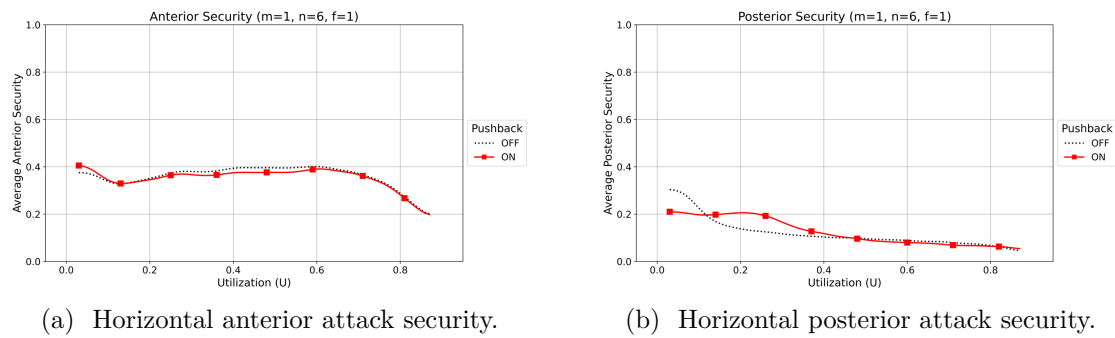 Anterior Security (m=1, n=6, f=1)
Average Anterior Security
1.0
0.8
0.6
0.4
0.2
0.0
0.0 0.2 0.4 0.6 0.8
Utilization (U)
Pushback
OFF
ON
(a) Horizontal anterior attack security.
Posterior Security (m=1, n=6, f=1)
Average Posterior Security
1.0
0.8
0.6
0.4
0.2
0.0
0.0 0.2 0.4 0.6 0.8
Utilization (U)
Pushback
OFF
ON
(b) Horizontal posterior attack security.